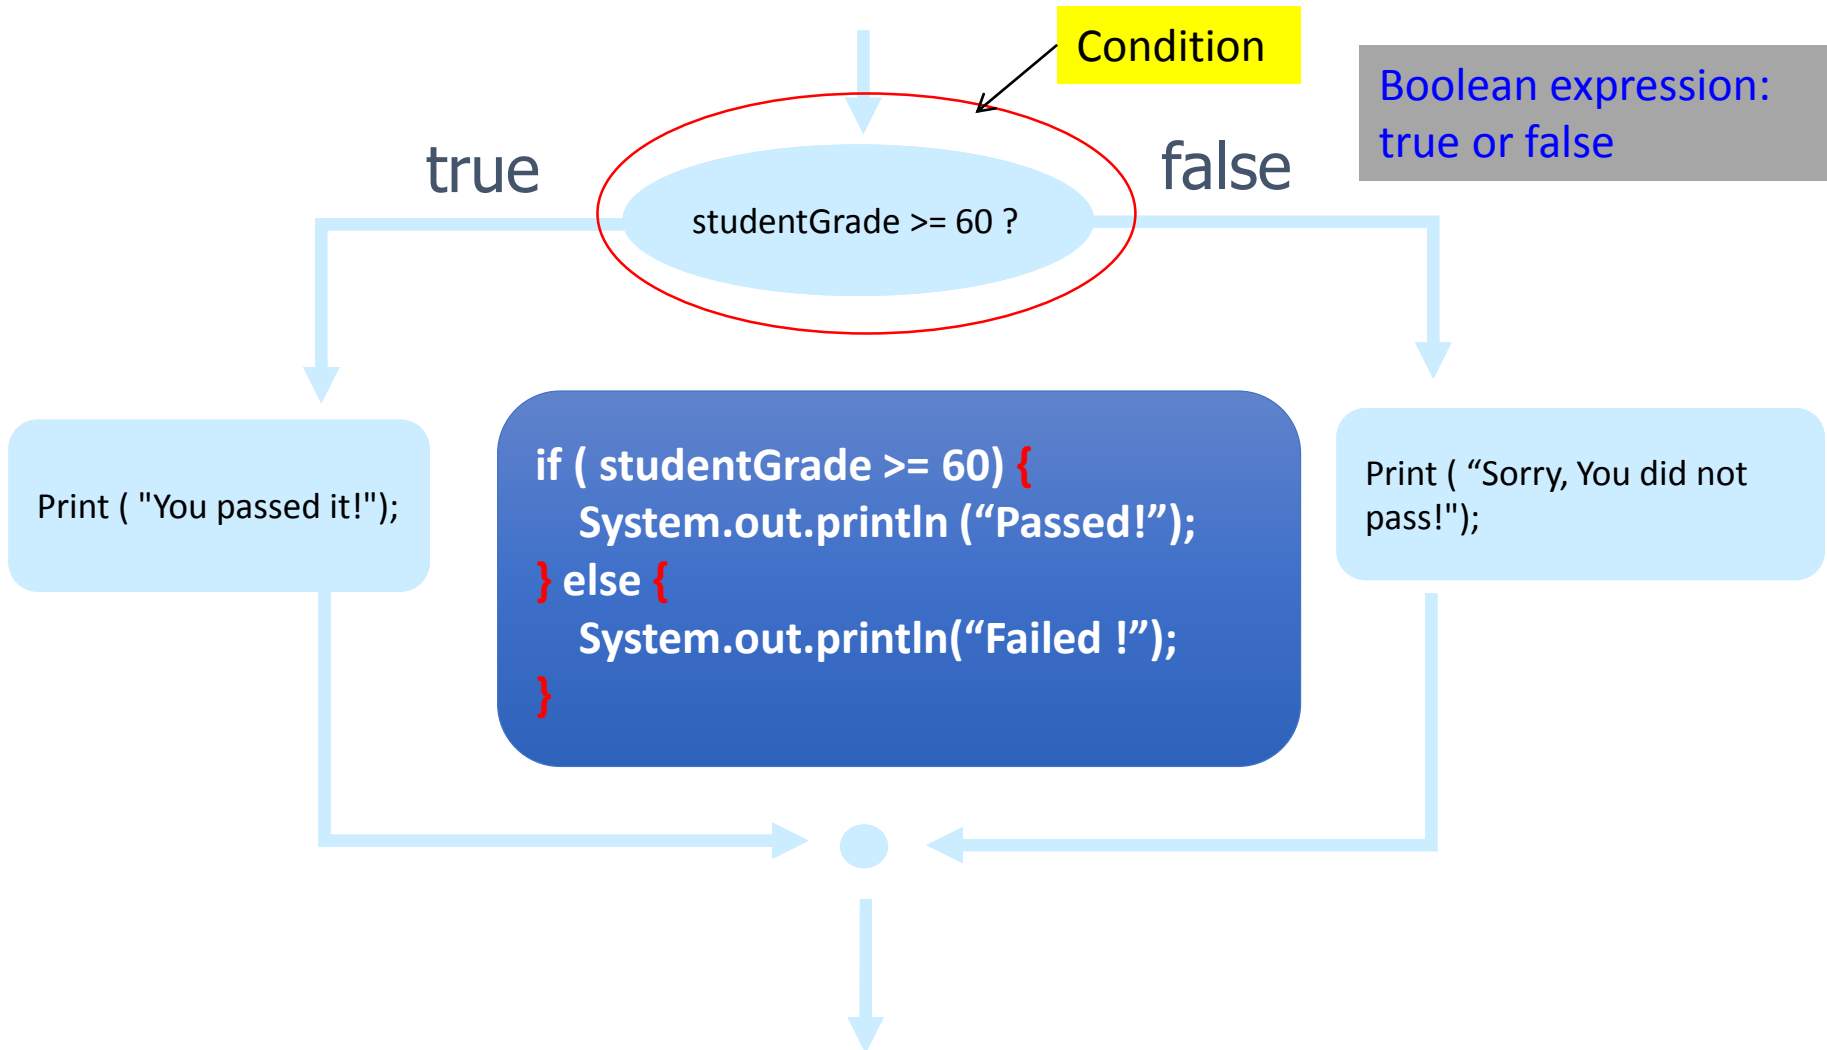 Condition
Boolean expression:
true or false
true
false
studentGrade >= 60 ?
Print ( "You passed it!");
if ( studentGrade >= 60) {
System.out.println (“Passed!”);
} else {
System.out.println(“Failed !”);
}
Print ( “Sorry, You did not
pass!");